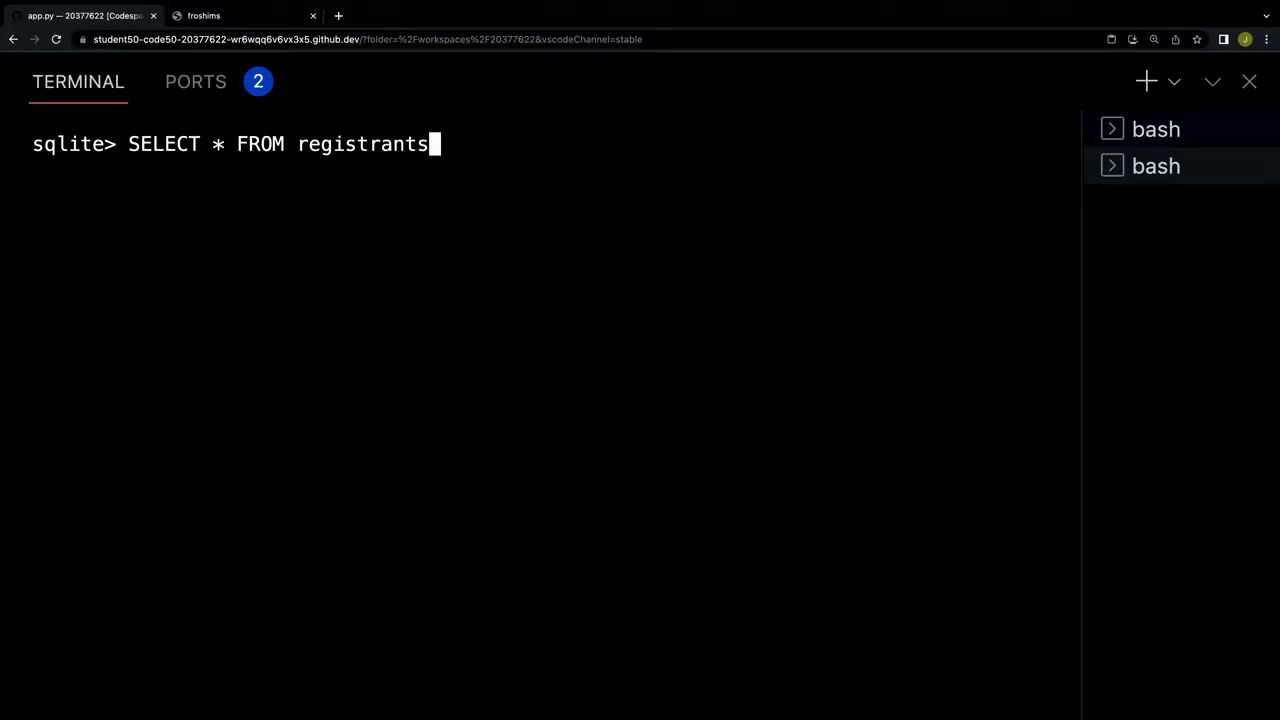 app.py — 20377622 [Codespa
froshims
student50-code50-20377622-wr6wqq6v6vx3x5.github.dev/?folder=%2Fworkspaces%2F20377622&vscodeChannel=stable
J
TERMINAL
PORTS
2
bash
sqlite> SELECT * FROM registrants
bash